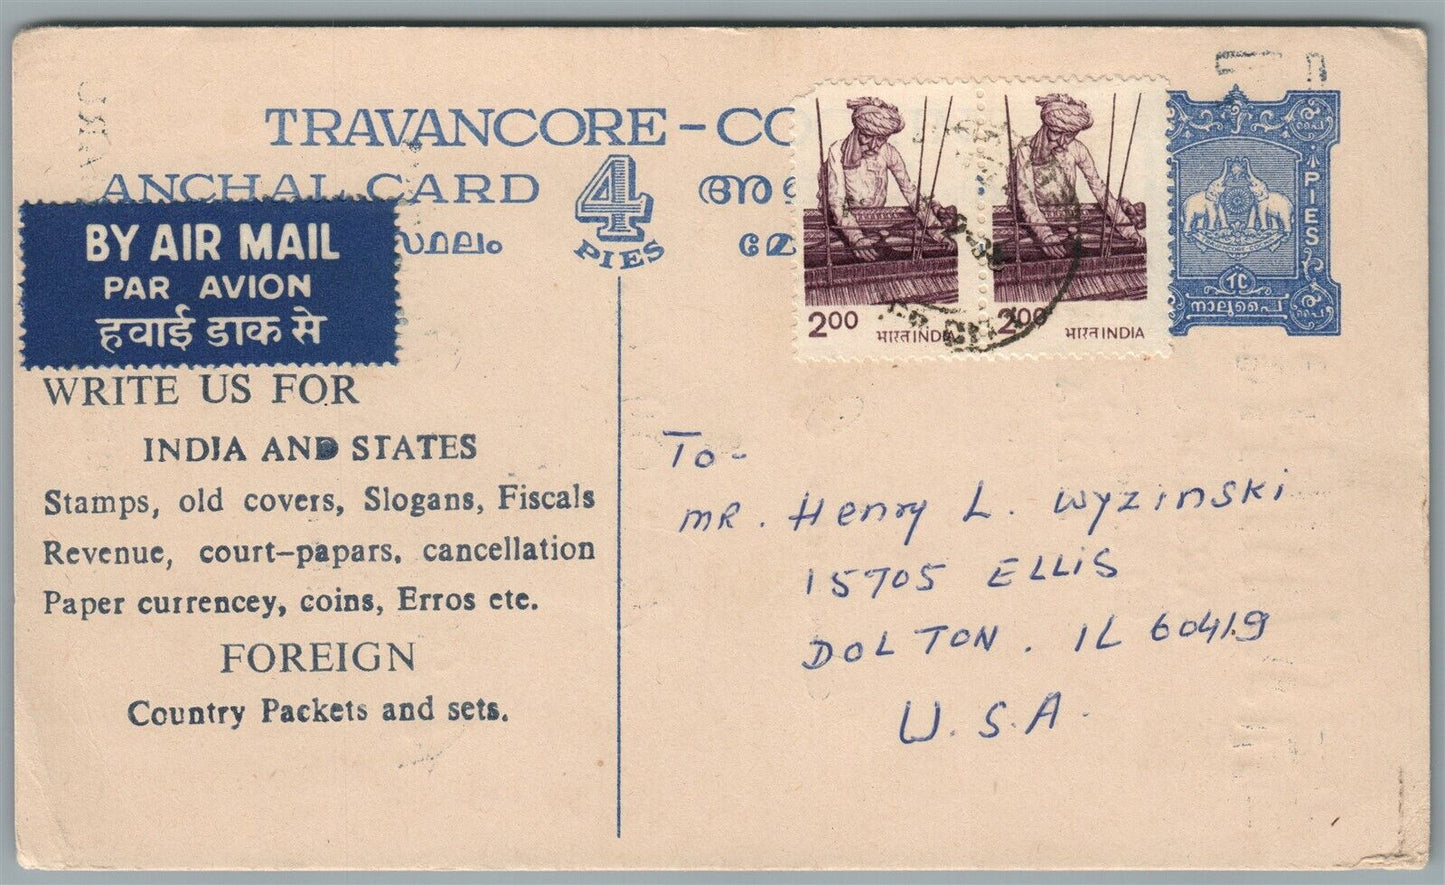 TRAVANCORE - CO
ANCHAL CARD 4 PIES
BY AIR MAIL
PAR AVION
हवाई डाक से
WRITE US FOR
INDIA AND STATES
Stamps, old covers, Slogans, Fiscals
Revenue, court-papars, cancellation
Paper currencey, coins, Erros etc.
FOREIGN
Country Packets and sets.
2.00 भारत INDIA
2.00 भारत INDIA
4 PIES
നാലുപൈ
To-
MR. Henry L. Wyzinski
15705 ELLIS
DOLTON. IL 60419
U.S.A.